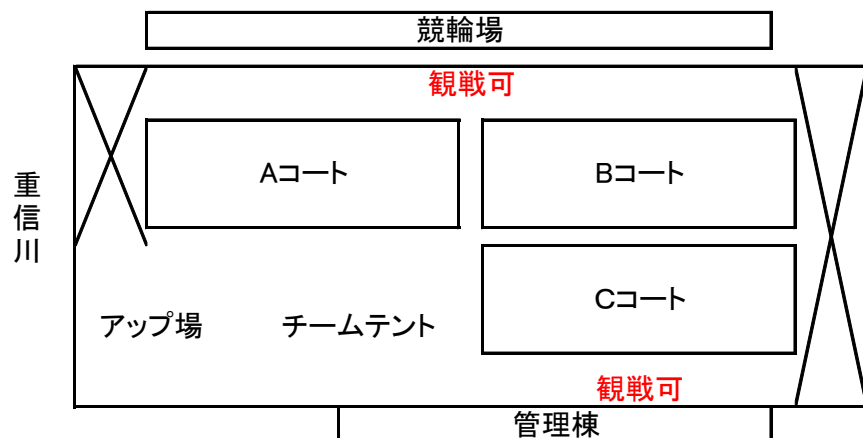 競輪場
観戦可
Aコート
Bコート
重信川
Cコート
アップ場
チームテント
観戦可
管理棟